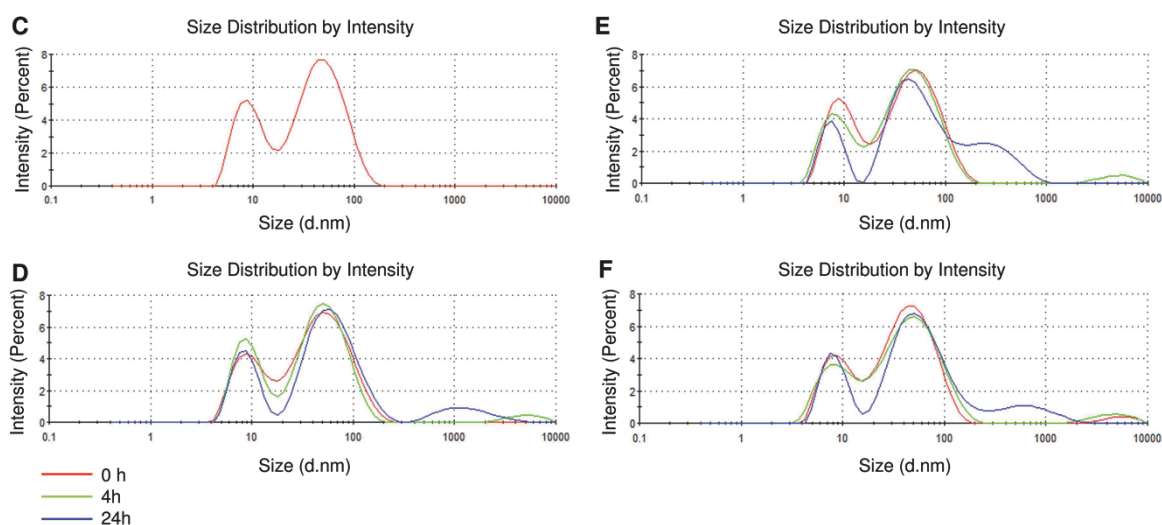 C
Size Distribution by Intensity
Intensity (Percent)
8
6
4
2
0
0.1 1 10 100 1000 10000
Size (d.nm)
E
Size Distribution by Intensity
Intensity (Percent)
8
6
4
2
0
0.1 1 10 100 1000 10000
Size (d.nm)
D
Size Distribution by Intensity
Intensity (Percent)
8
6
4
2
0
0.1 1 10 100 1000 10000
Size (d.nm)
F
Size Distribution by Intensity
Intensity (Percent)
8
6
4
2
0
0.1 1 10 100 1000 10000
Size (d.nm)
0 h
4h
24h